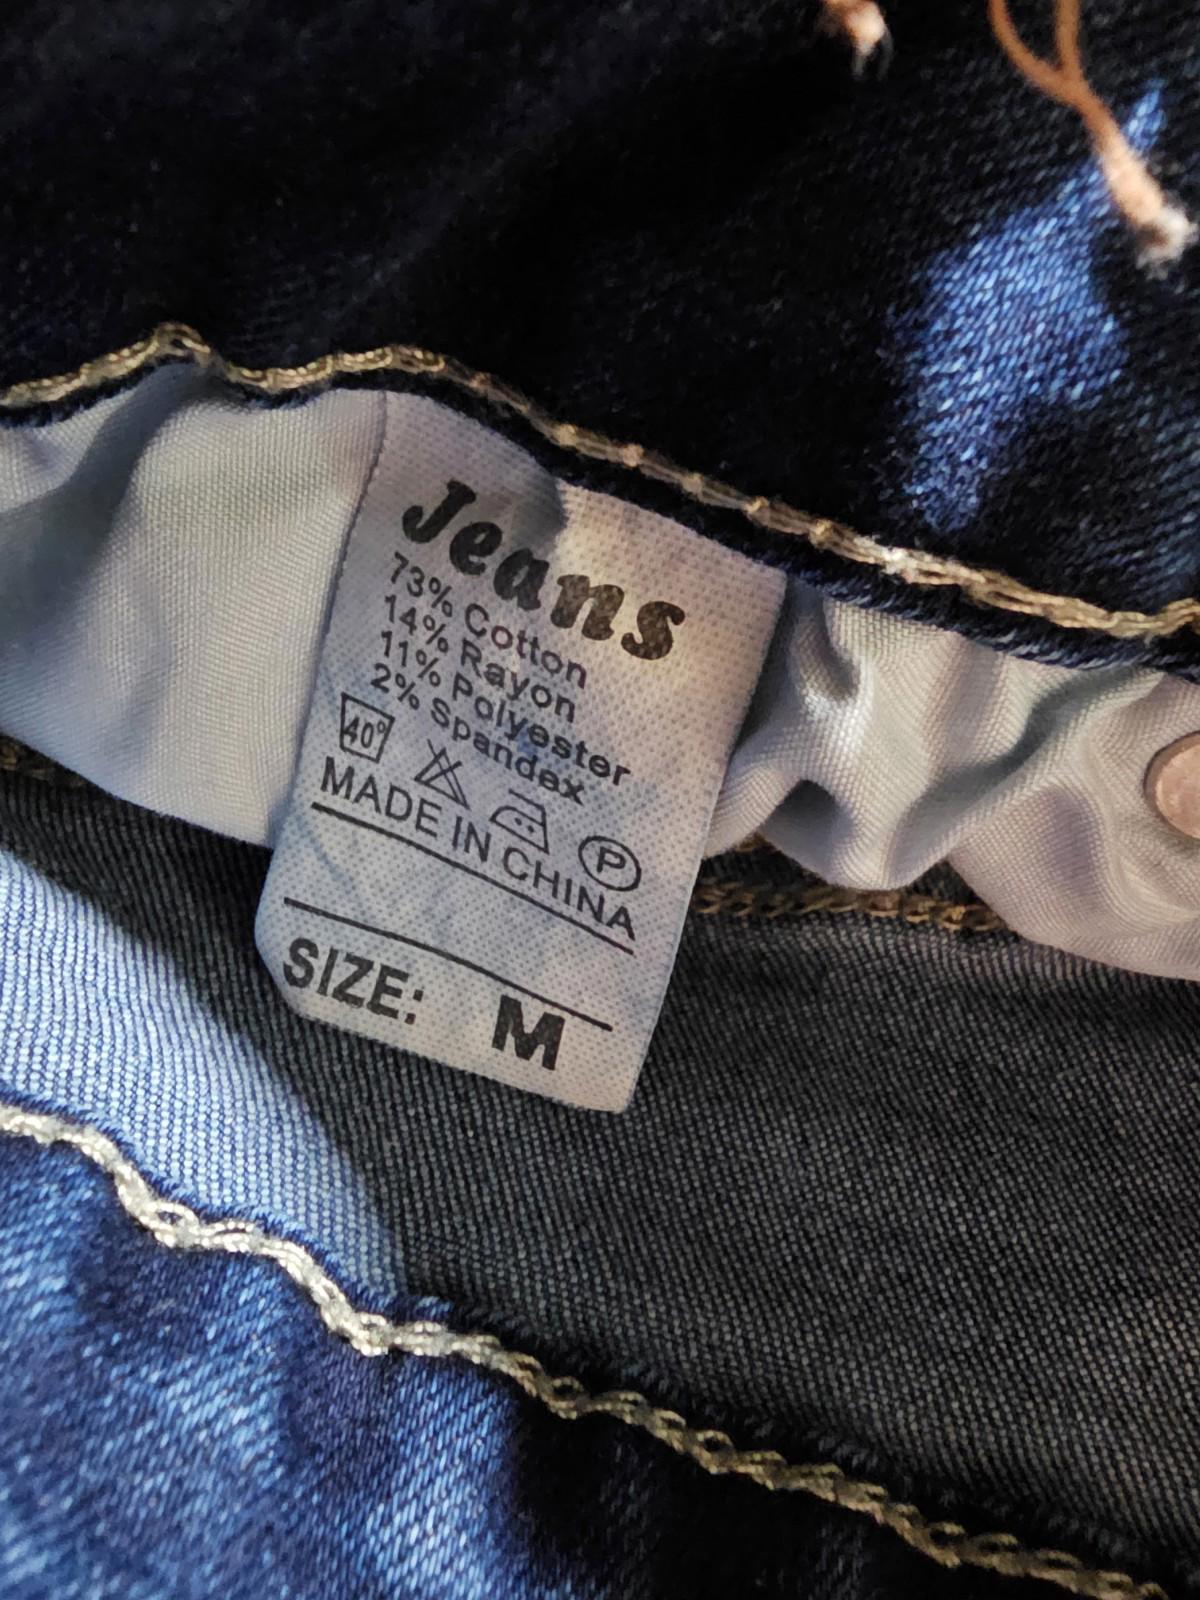 Jeans
73% Cotton
14% Rayon
11% Polyester
2% Spandex
40° P
MADE IN CHINA
SIZE: M